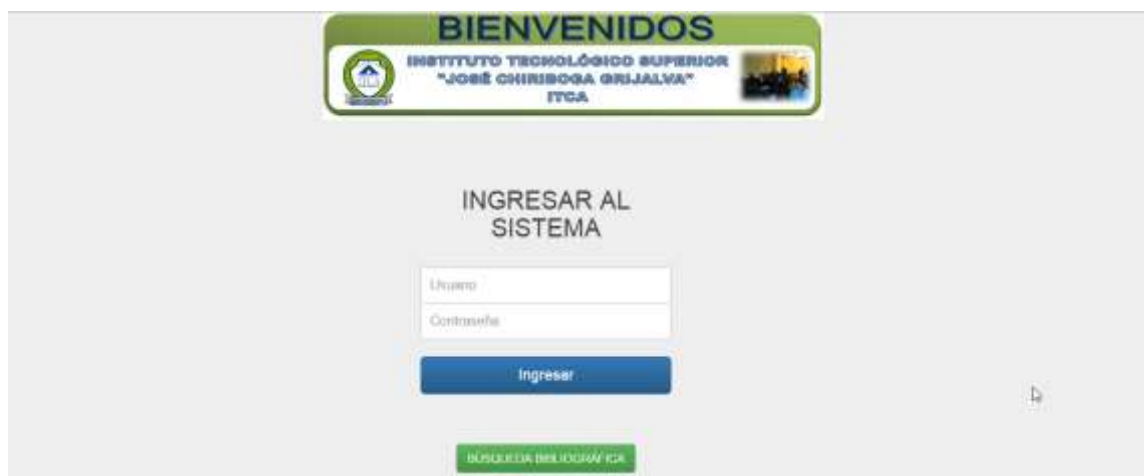 BIENVENIDOS
INSTITUTO TECNOLÓGICO SUPERIOR
"JOSÉ CHIRIBOGA GRIJALVA"
ITCA
INGRESAR AL
SISTEMA
Usuario
Contraseña
Ingresar
BÚSQUEDA BIBLIOGRÁFICA